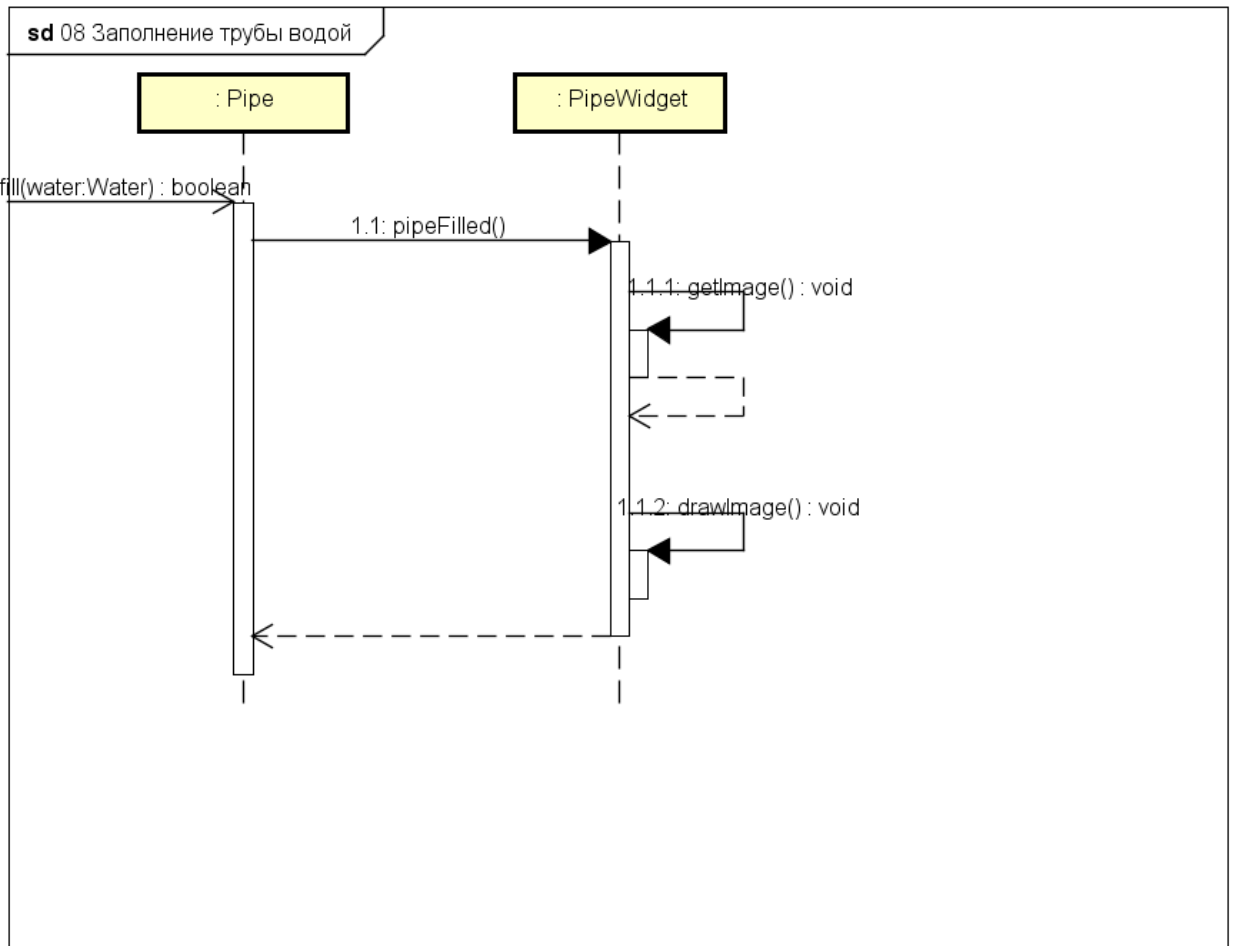 sd 08 Заполнение трубы водой
: Pipe
: PipeWidget
fill(water:Water) : boolean
1.1: pipeFilled()
1.1.1: getImage() : void
1.1.2: drawImage() : void